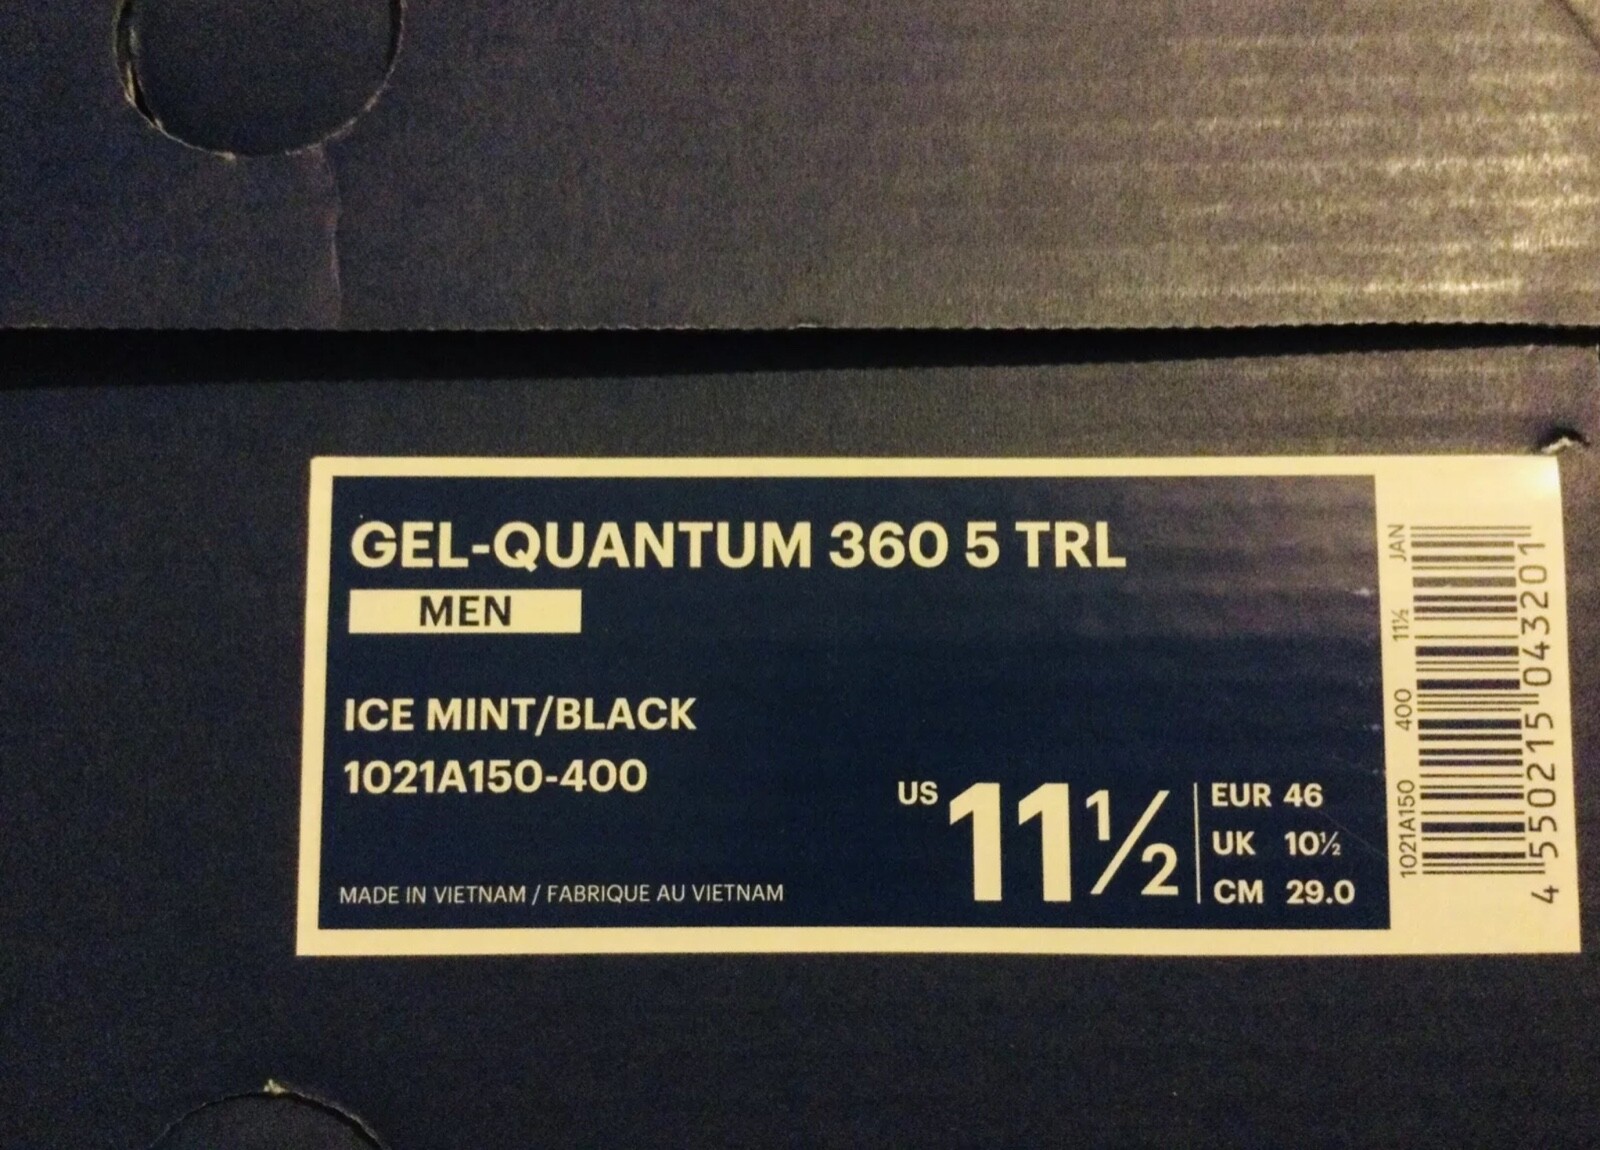 GEL-QUANTUM 360 5 TRL
MEN
ICE MINT/BLACK
1021A150-400
MADE IN VIETNAM / FABRIQUE AU VIETNAM
US 11½
EUR 46
UK 10½
CM 29.0
1021A150 400 11½ JAN
4 550215 043201